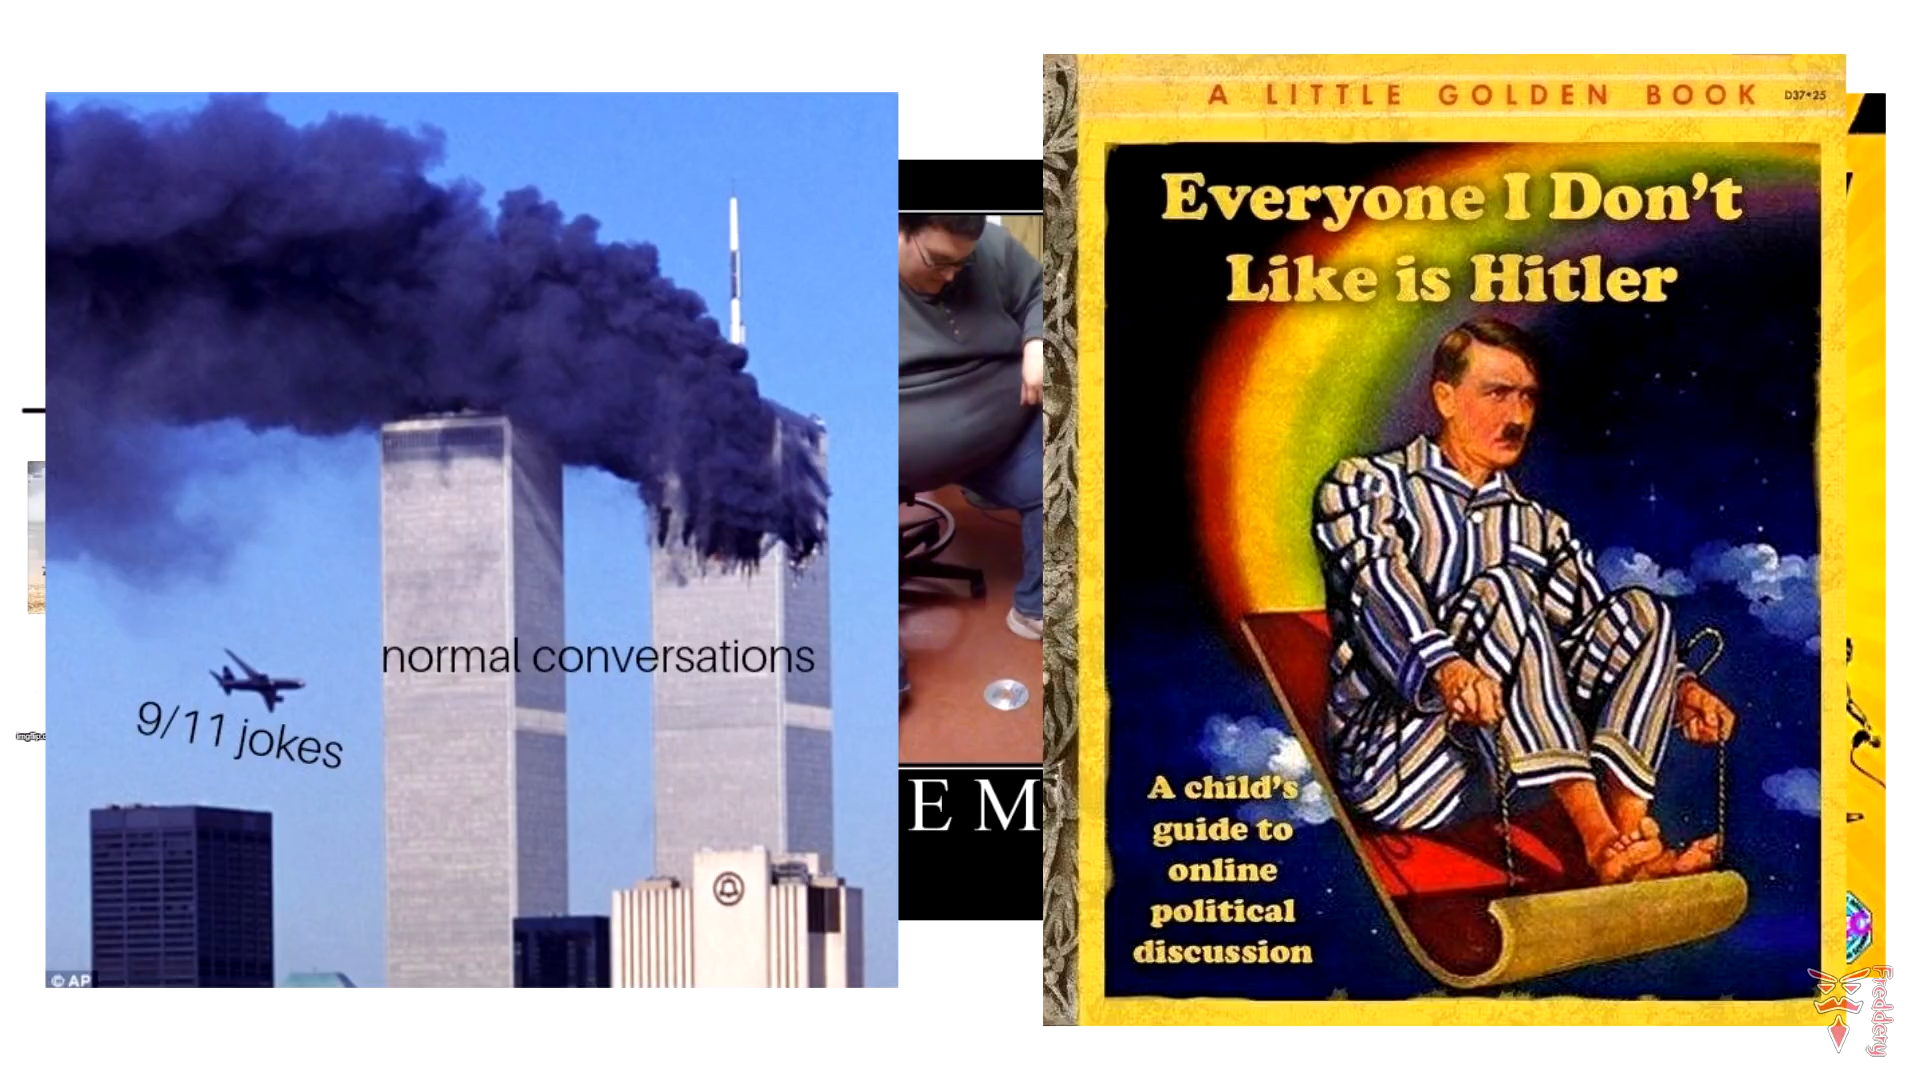 9/11 jokes
normal conversations
© AP
E M
A LITTLE GOLDEN BOOK
D37•25
Everyone I Don't
Like is Hitler
A child's
guide to
online
political
discussion
Freddery